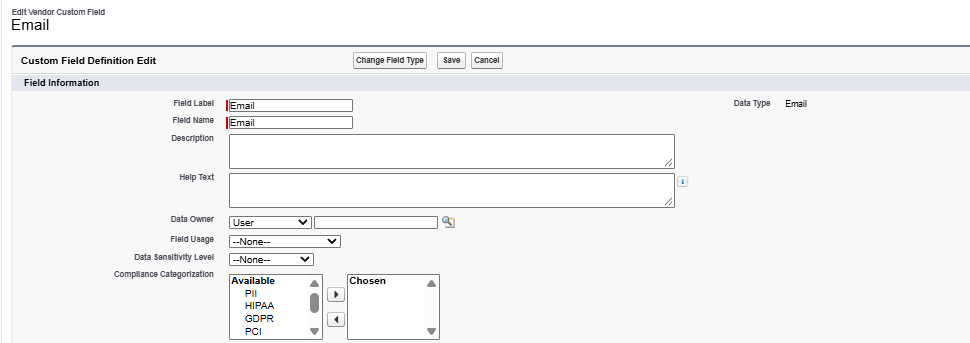 Edit Vendor Custom Field
Email
Custom Field Definition Edit
Change Field Type
Save
Cancel
Field Information
Field Label
Email
Data Type
Email
Field Name
Email
Description
Help Text
i
Data Owner
User
Field Usage
--None--
Data Sensitivity Level
--None--
Compliance Categorization
Available
PII
HIPAA
GDPR
PCI
Chosen